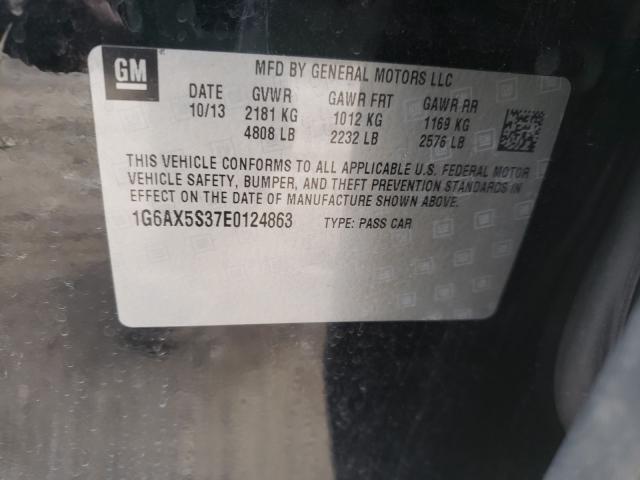 GM
MFD BY GENERAL MOTORS LLC
DATE GVWR GAWR FRT GAWR RR
10/13 2181 KG 1012 KG 1169 KG
4808 LB 2232 LB 2576 LB
THIS VEHICLE CONFORMS TO ALL APPLICABLE U.S. FEDERAL MOTOR
VEHICLE SAFETY, BUMPER, AND THEFT PREVENTION STANDARDS IN
EFFECT ON THE DATE OF MANUFACTURE SHOWN ABOVE.
1G6AX5S37E0124863 TYPE: PASS CAR